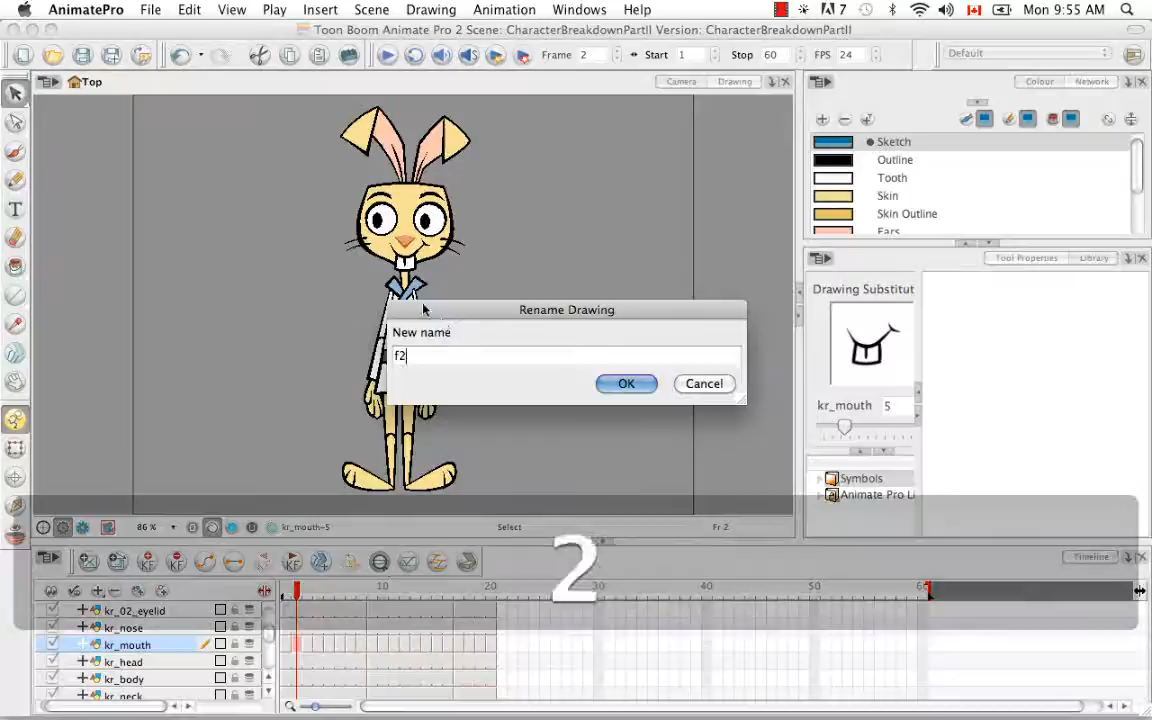 AnimatePro File Edit View Play Insert Scene Drawing Animation Windows Help 7 Mon 9:55 AM
Toon Boom Animate Pro 2 Scene: CharacterBreakdownPartII Version: CharacterBreakdownPartII
Frame 2 Start 1 Stop 60 FPS 24 Default
Top Camera Drawing
Colour Network
Sketch
Outline
Tooth
Skin
Skin Outline
Ears
Rename Drawing
New name
f2
OK Cancel
Tool Properties Library
Drawing Substitut
kr_mouth 5
Symbols
Animate Pro Li
86 % kr_mouth-5 Select Fr 2
2
Timeline
10 20 30 40 50 60
kr_02_eyelid
kr_nose
kr_mouth
kr_head
kr_body
kr_neck